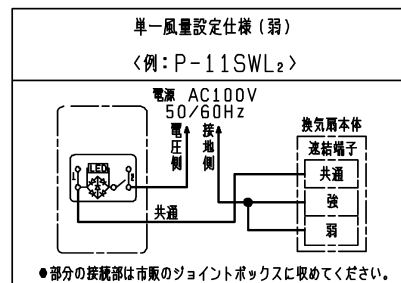 単一風量設定仕様（弱）
〈例：P-11SWL₂〉
電源 AC100V
50/60Hz
電圧側
接地側
換気扇本体
速結端子
共通
強
弱
LED
1
2
共通
●部分の接続部は市販のジョイントボックスに収めてください。